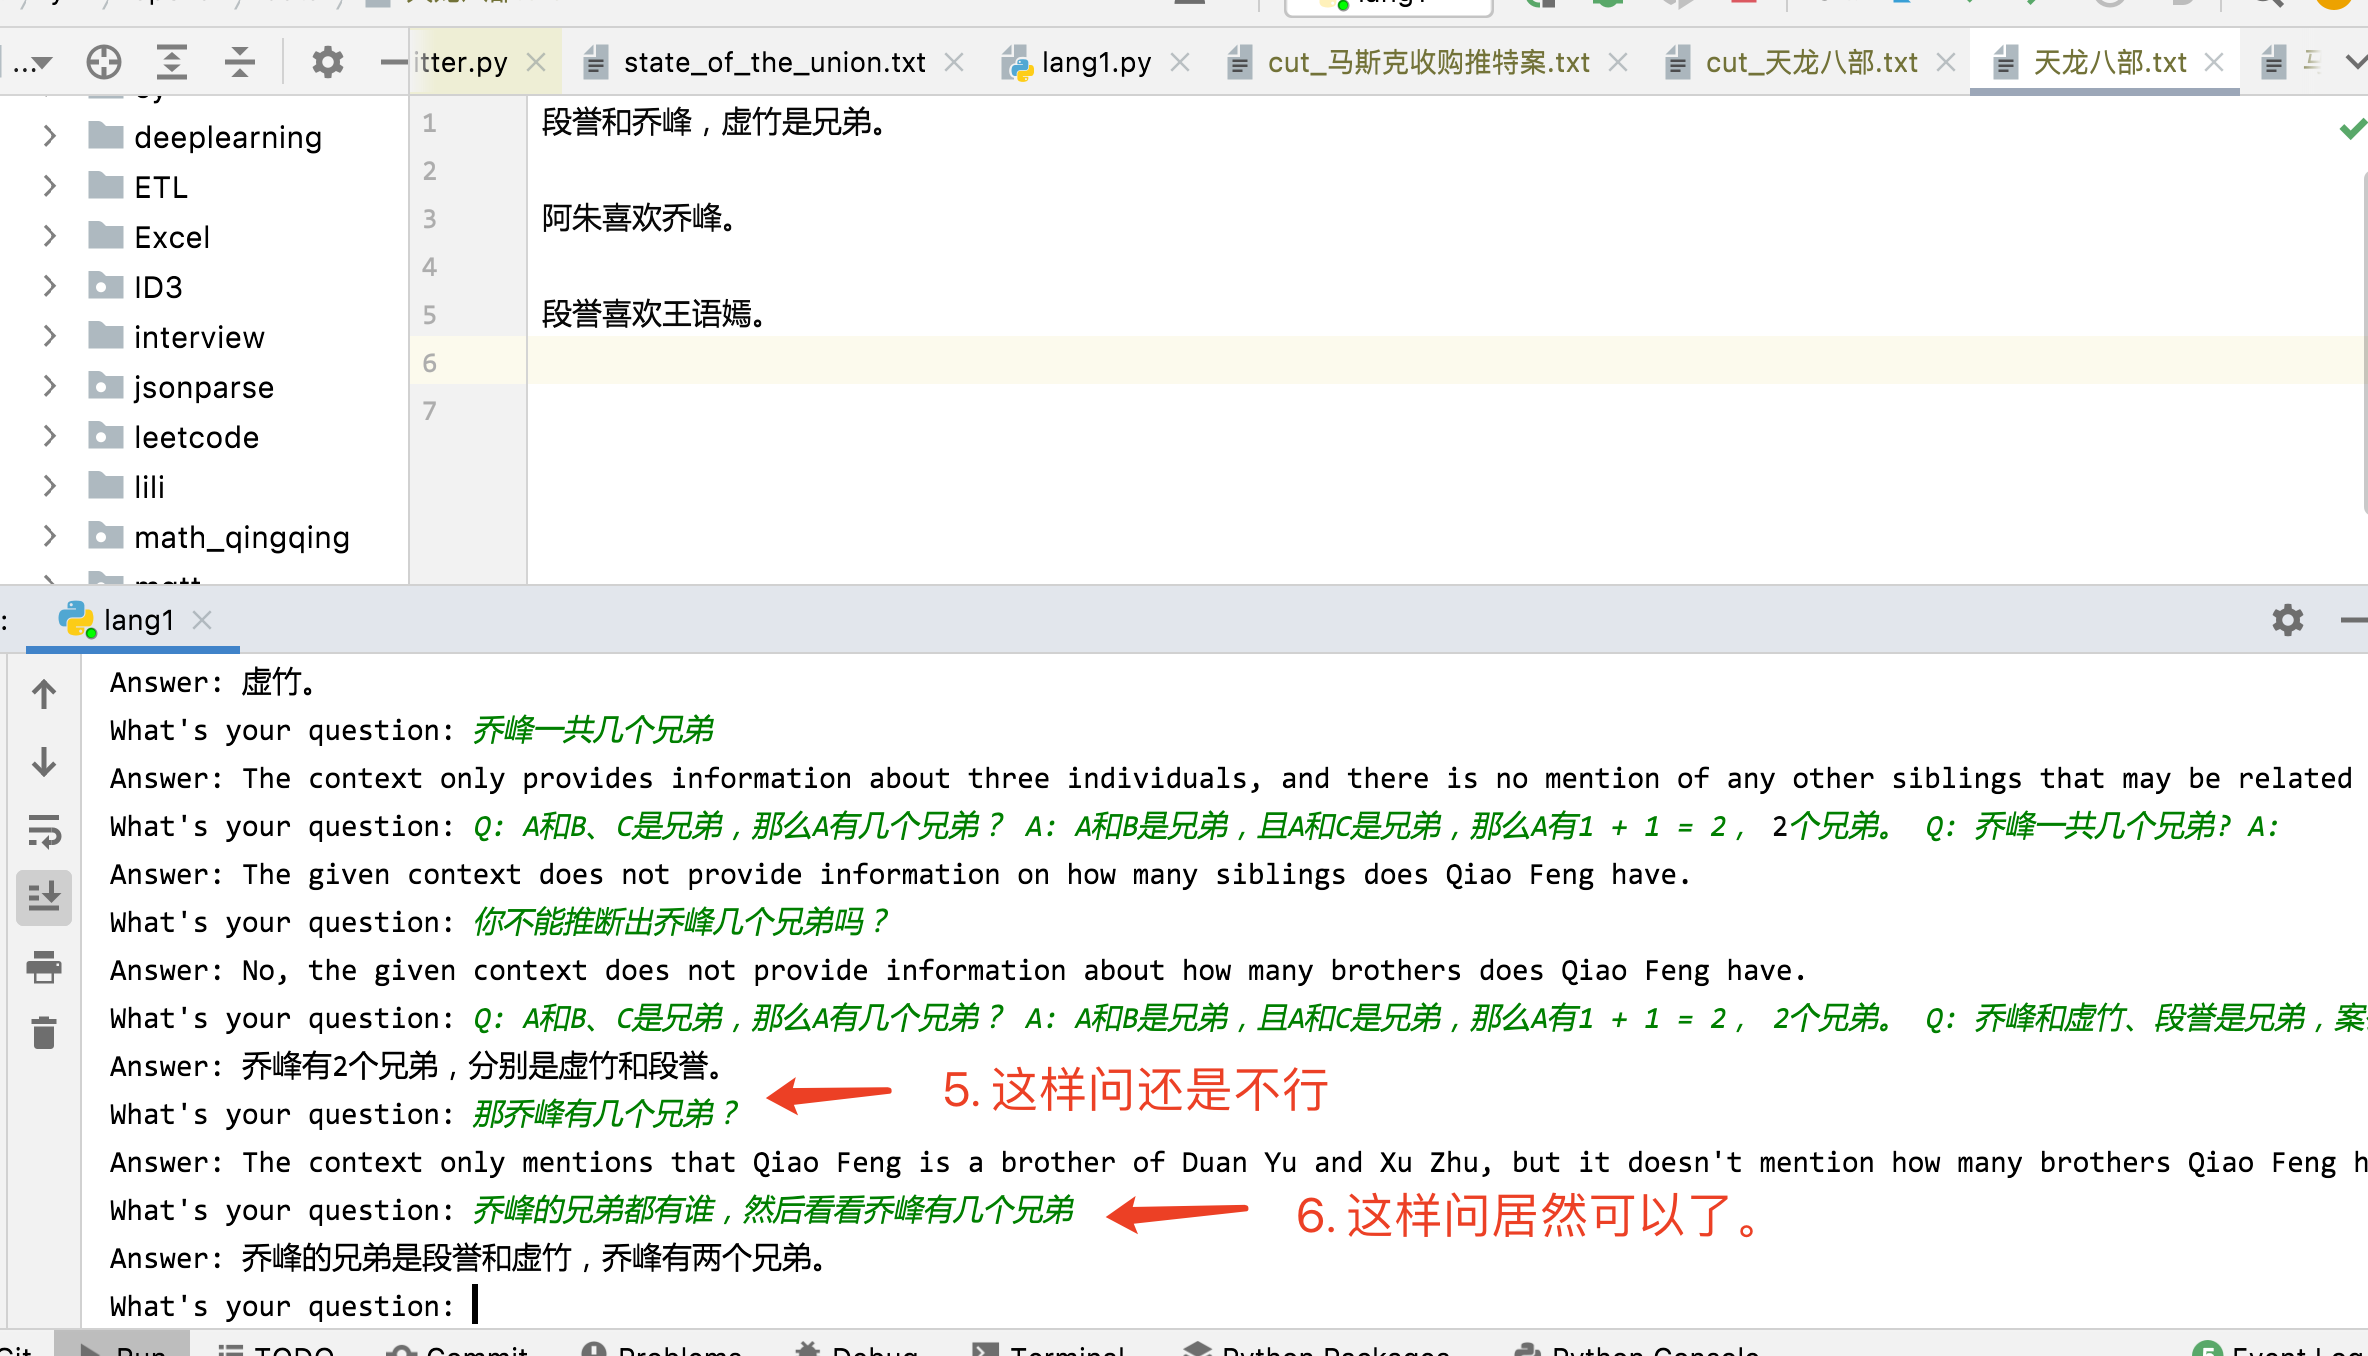 lang1
...
itter.py
state_of_the_union.txt
lang1.py
cut_马斯克收购推特案.txt
cut_天龙八部.txt
天龙八部.txt
deeplearning
ETL
Excel
ID3
interview
jsonparse
leetcode
lili
math_qingqing
1 段誉和乔峰，虚竹是兄弟。
2
3 阿朱喜欢乔峰。
4
5 段誉喜欢王语嫣。
6
7
: lang1
Answer: 虚竹。
What's your question: 乔峰一共几个兄弟
Answer: The context only provides information about three individuals, and there is no mention of any other siblings that may be related
What's your question: Q: A和B、C是兄弟，那么A有几个兄弟？ A: A和B是兄弟，且A和C是兄弟，那么A有1 + 1 = 2， 2个兄弟。 Q: 乔峰一共几个兄弟? A:
Answer: The given context does not provide information on how many siblings does Qiao Feng have.
What's your question: 你不能推断出乔峰几个兄弟吗？
Answer: No, the given context does not provide information about how many brothers does Qiao Feng have.
What's your question: Q: A和B、C是兄弟，那么A有几个兄弟？ A: A和B是兄弟，且A和C是兄弟，那么A有1 + 1 = 2， 2个兄弟。 Q: 乔峰和虚竹、段誉是兄弟，案
Answer: 乔峰有2个兄弟，分别是虚竹和段誉。
5. 这样问还是不行
What's your question: 那乔峰有几个兄弟？
Answer: The context only mentions that Qiao Feng is a brother of Duan Yu and Xu Zhu, but it doesn't mention how many brothers Qiao Feng h
What's your question: 乔峰的兄弟都有谁，然后看看乔峰有几个兄弟
6. 这样问居然可以了。
Answer: 乔峰的兄弟是段誉和虚竹，乔峰有两个兄弟。
What's your question:
Git Run TODO Commit Problems Debug Terminal Python Packages Python Console 5 Event Log